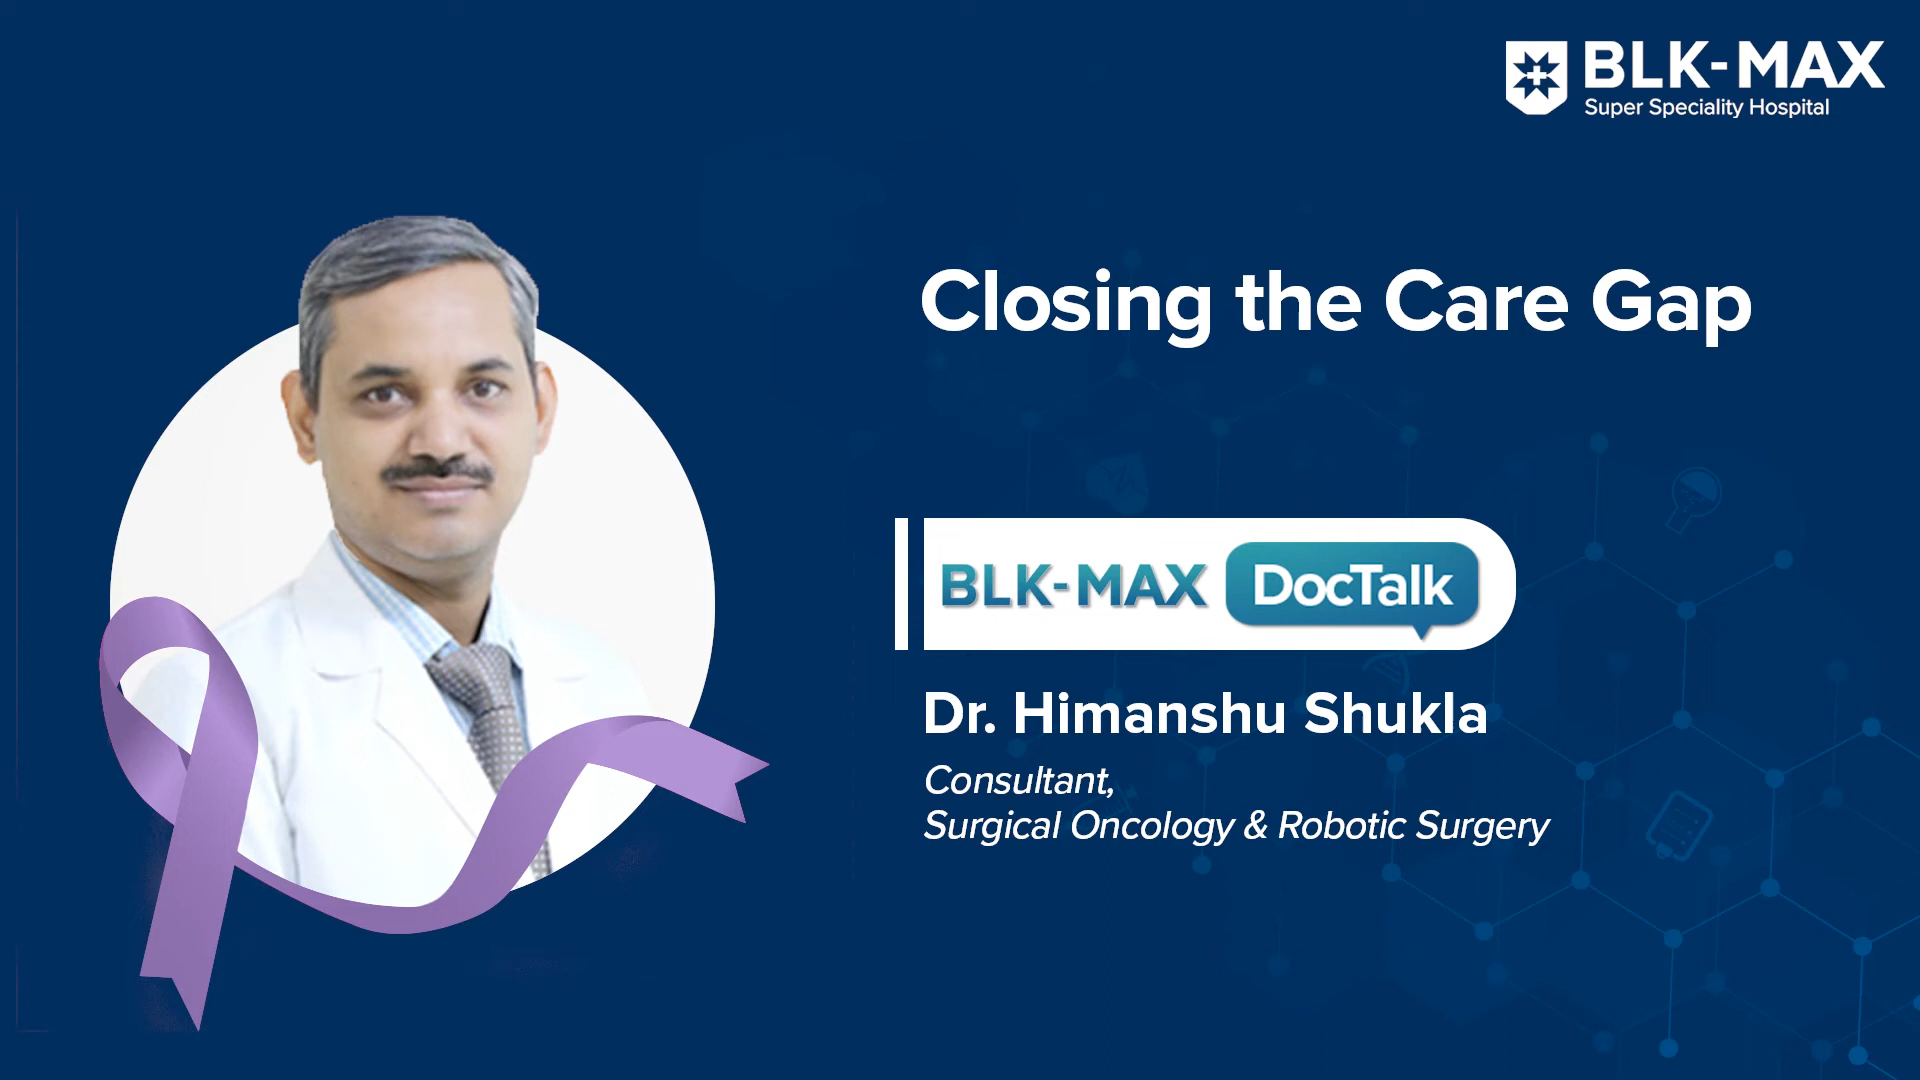 BLK-MAX
Super Speciality Hospital
Closing the Care Gap
BLK-MAX DocTalk
Dr. Himanshu Shukla
Consultant,
Surgical Oncology & Robotic Surgery